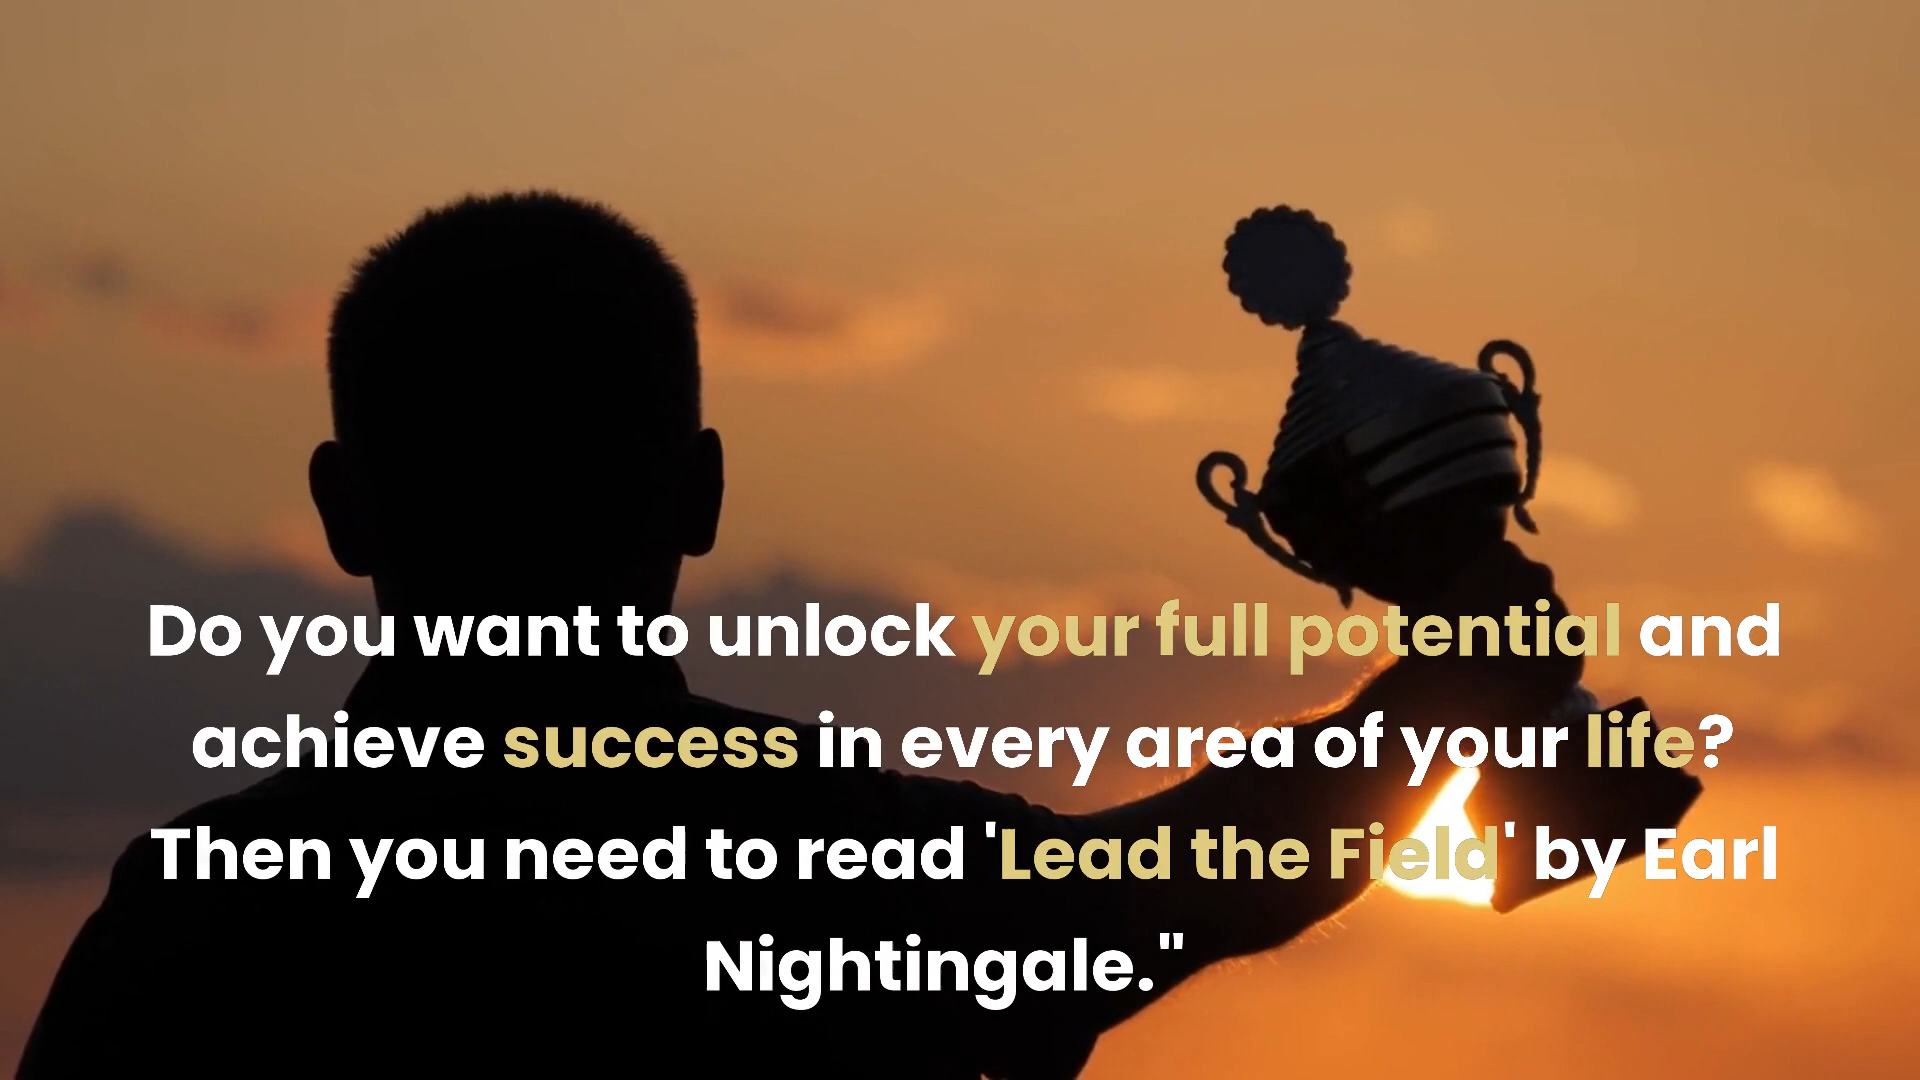 Do you want to unlock your full potential and
achieve success in every area of your life?
Then you need to read 'Lead the Field' by Earl
Nightingale."